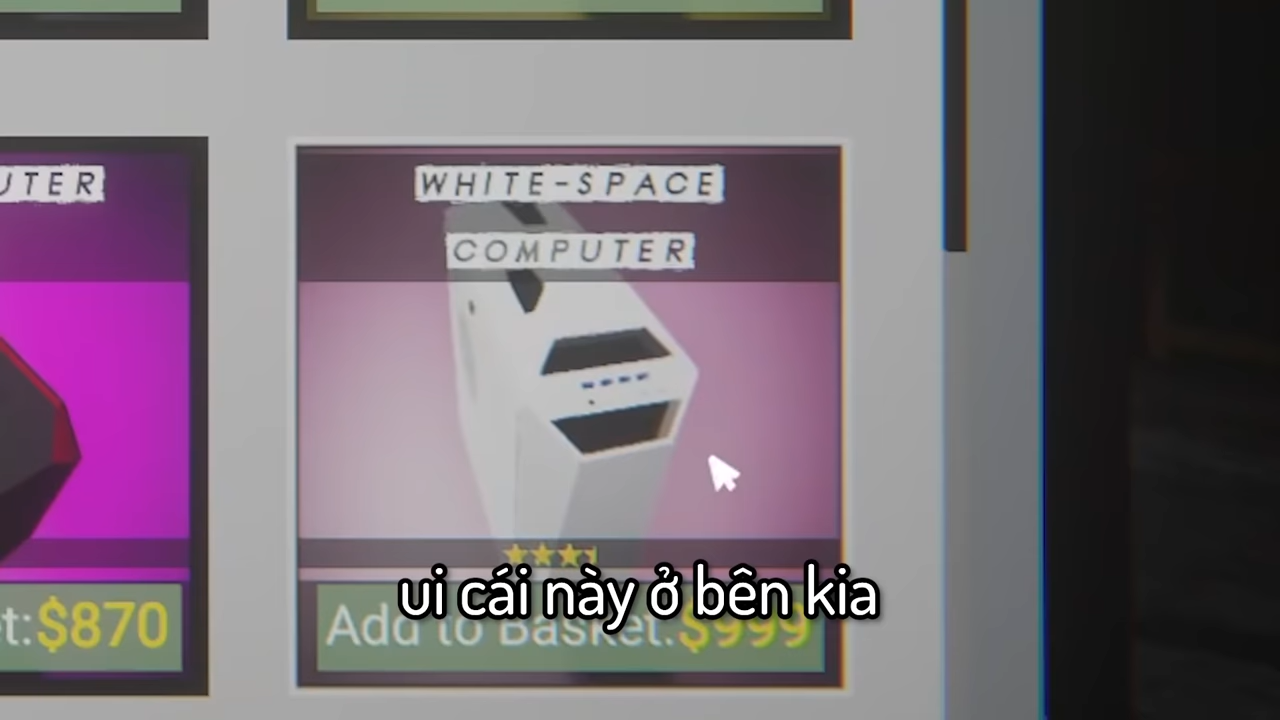 UTER
WHITE-SPACE
COMPUTER
ui cái này ở bên kia
t:$870
Add to Basket:$999